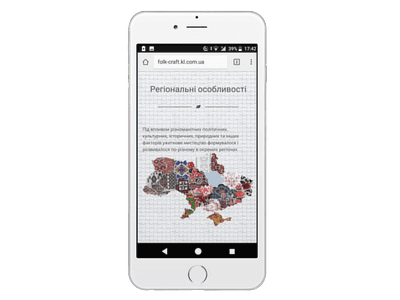 39% 17:42
folk-craft.kl.com.ua
Регіональні особливості
Під впливом різноманітних політичних,
культурних, історичних, природних та інших
факторів ужиткове мистецтво формувалося і
розвивалося по-різному в окремих регіонах.